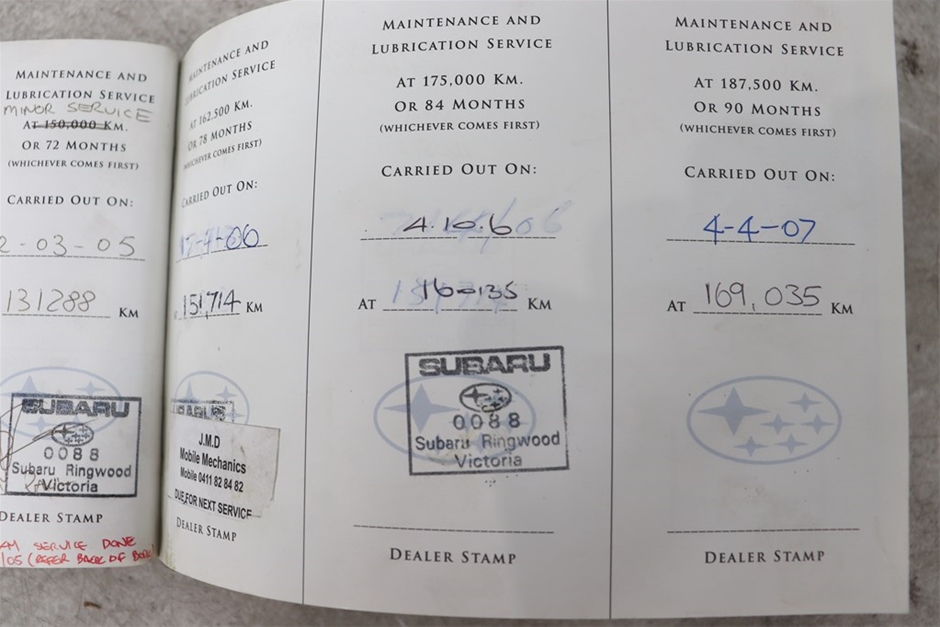 MAINTENANCE AND
LUBRICATION SERVICE
MINOR SERVICE
AT 150,000 KM.
OR 72 MONTHS
(WHICHEVER COMES FIRST)
CARRIED OUT ON:
2-03-05
131288 KM
SUBARU
0088
Subaru Ringwood
Victoria
DEALER STAMP
KM SERVICE DONE
/05 (REFER BACK OF BOOK)
MAINTENANCE AND
LUBRICATION SERVICE
AT 162,500 KM.
OR 78 MONTHS
(WHICHEVER COMES FIRST)
CARRIED OUT ON:
151,714 KM
J.M.D
Mobile Mechanics
Mobile 0411 82 84 82
DUE FOR NEXT SERVICE
DEALER STAMP
MAINTENANCE AND
LUBRICATION SERVICE
AT 175,000 KM.
OR 84 MONTHS
(WHICHEVER COMES FIRST)
CARRIED OUT ON:
4.10.6
AT 160135 KM
SUBARU
0088
Subaru Ringwood
Victoria
DEALER STAMP
MAINTENANCE AND
LUBRICATION SERVICE
AT 187,500 KM.
OR 90 MONTHS
(WHICHEVER COMES FIRST)
CARRIED OUT ON:
4-4-07
AT 169,035 KM
DEALER STAMP